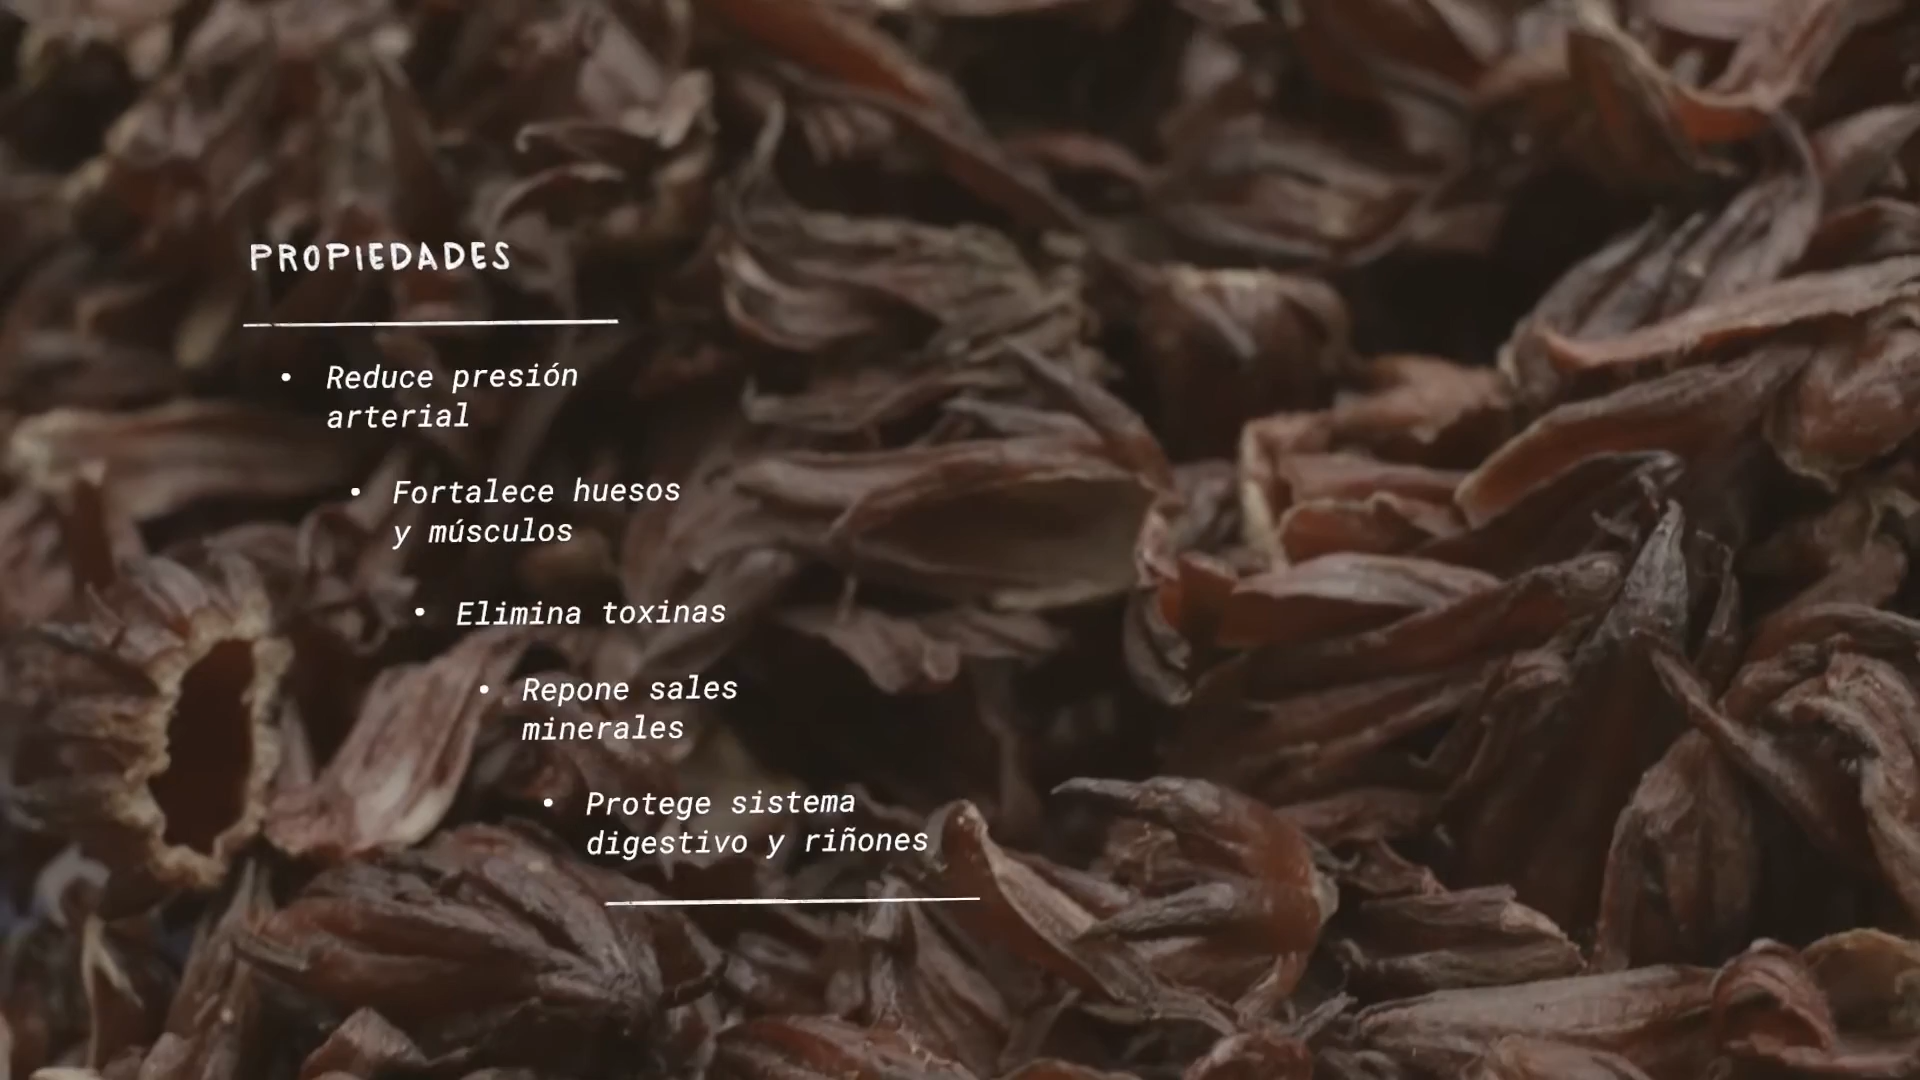 PROPIEDADES
• Reduce presión
arterial
• Fortalece huesos
y músculos
• Elimina toxinas
• Repone sales
minerales
• Protege sistema
digestivo y riñones